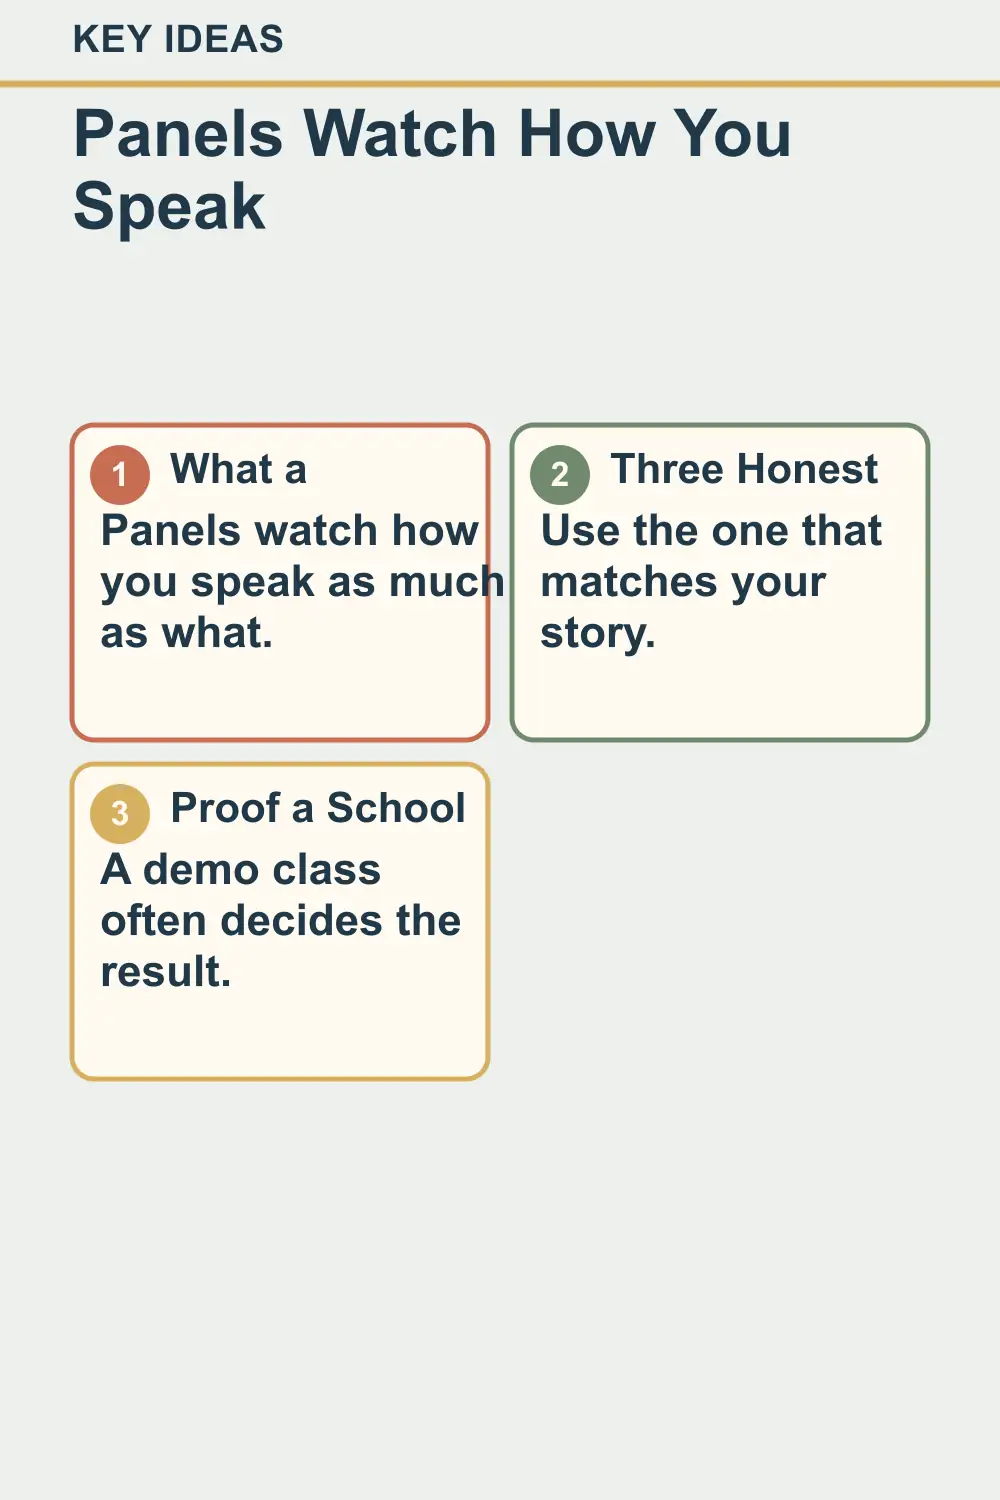 KEY IDEAS
Panels Watch How You
Speak
1 What a
Panels watch how
you speak as much
as what.
2 Three Honest
Use the one that
matches your
story.
3 Proof a School
A demo class
often decides the
result.